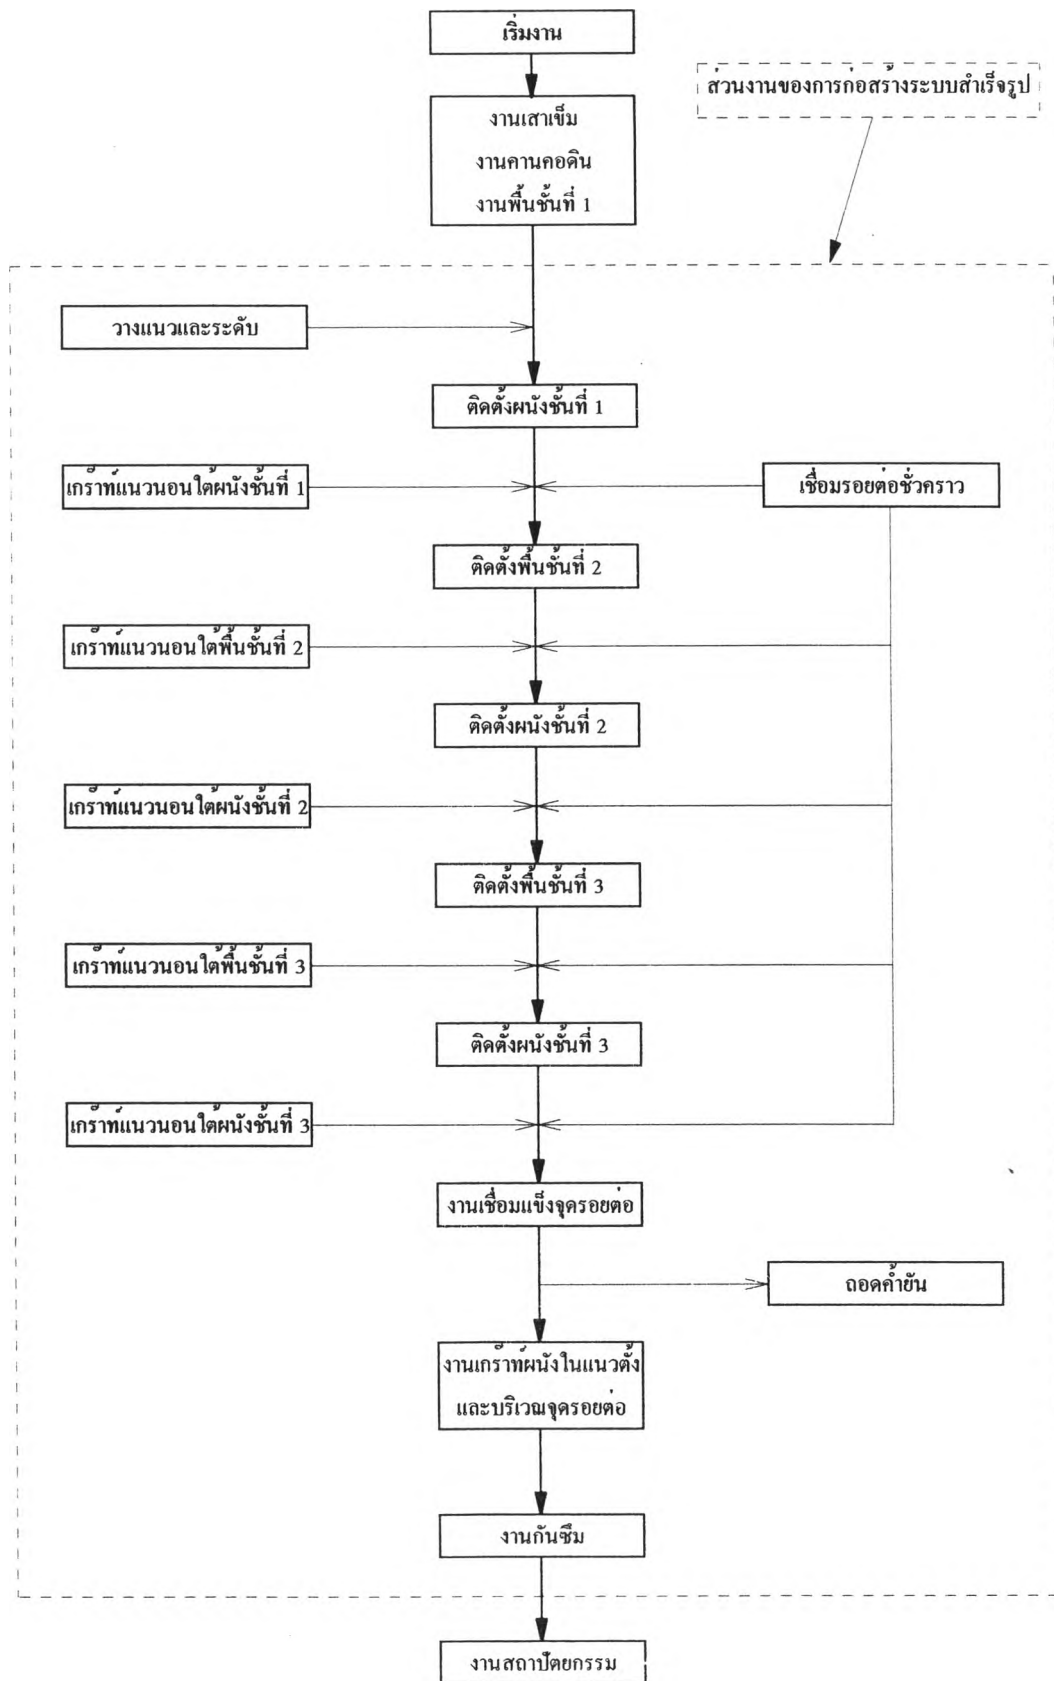 เริ่มงาน
ส่วนงานของการก่อสร้างระบบสำเร็จรูป
งานเสาเข็ม
งานคานคอดิน
งานพื้นชั้นที่ 1
วางแนวและระดับ
ติดตั้งผนังชั้นที่ 1
เกร๊าท์แนวนอนใต้ผนังชั้นที่ 1
เชื่อมรอยต่อชั่วคราว
ติดตั้งพื้นชั้นที่ 2
เกร๊าท์แนวนอนใต้พื้นชั้นที่ 2
ติดตั้งผนังชั้นที่ 2
เกร๊าท์แนวนอนใต้ผนังชั้นที่ 2
ติดตั้งพื้นชั้นที่ 3
เกร๊าท์แนวนอนใต้พื้นชั้นที่ 3
ติดตั้งผนังชั้นที่ 3
เกร๊าท์แนวนอนใต้ผนังชั้นที่ 3
งานเชื่อมแข็งจุดรอยต่อ
ถอดค้ำยัน
งานเกร๊าท์ผนังในแนวตั้ง
และบริเวณจุดรอยต่อ
งานกันซึม
งานสถาปัตยกรรม